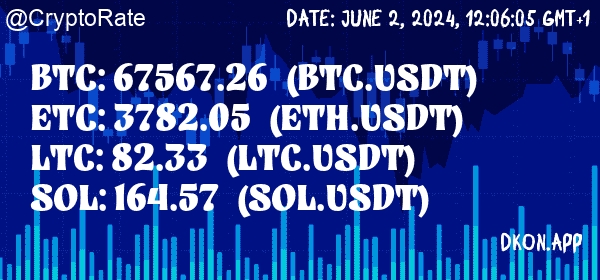 @CryptoRate
DATE: JUNE 2, 2024, 12:06:05 GMT+1
BTC: 67567.26 (BTC.USDT)
ETC: 3782.05 (ETH.USDT)
LTC: 82.33 (LTC.USDT)
SOL: 164.57 (SOL.USDT)
DKON.APP